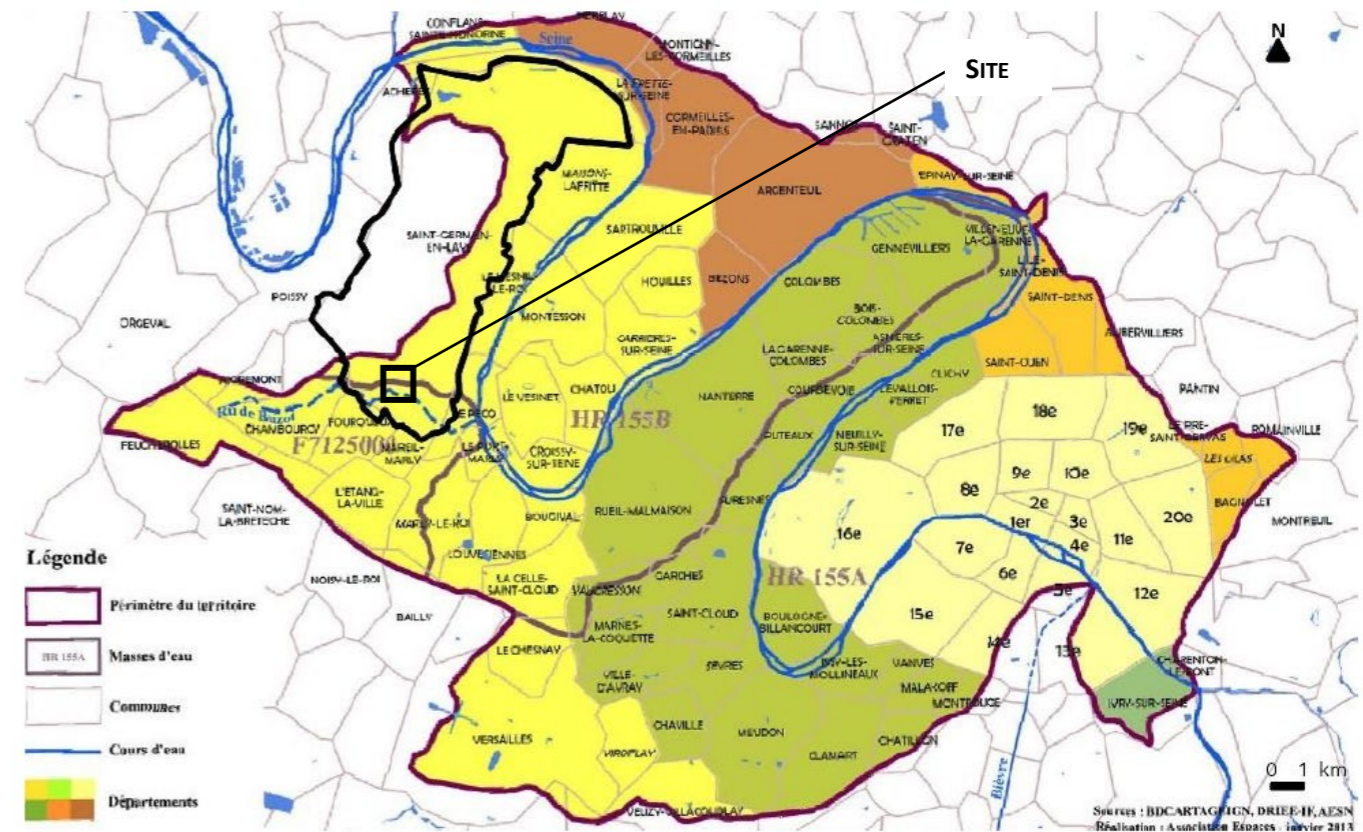 CONFLANS
SAINTE-HONORINE
HERBLAY
Seine
MONTIGNY-
LES-CORMEILLES
N
SITE
ACHERES
LA FRETTE-
SUR-SEINE
CORMEILLES-
EN-PARISIS
SANNOIS
SAINT-
GRATIEN
MAISONS-
LAFFITTE
ARGENTEUIL
EPINAY-SUR-SEINE
SAINT-GERMAIN-
EN-LAYE
SARTROUVILLE
GENNEVILLIERS
VILLENEUVE-
LA-GARENNE
L'ILE-
SAINT-DENIS
LE MESNIL-
LE-ROI
HOUILLES
BEZONS
COLOMBES
SAINT-DENIS
POISSY
ORGEVAL
MONTESSON
BOIS-
COLOMBES
AUBERVILLIERS
CARRIERES-
SUR-SEINE
LA GARENNE-
COLOMBES
ASNIERES-
SUR-SEINE
SAINT-OUEN
CLICHY
PANTIN
AIGREMONT
LE VESINET
CHATOU
NANTERRE
COURBEVOIE
LEVALLOIS-
PERRET
18e
Ru de Buzot
CHAMBOURCY
FOURQUEUX
LE PECQ
HR 155B
17e
19e
LE PRE-
SAINT-GERVAIS
ROMAINVILLE
FEUCHEROLLES
F7125000
MAREIL-
MARLY
LE PORT-
MARLY
CROISSY-
SUR-SEINE
PUTEAUX
NEUILLY-
SUR-SEINE
LES LILAS
9e
10e
L'ETANG-
LA-VILLE
8e
2e
BAGNOLET
SAINT-NOM-
LA-BRETECHE
MARLY-LE-ROI
BOUGIVAL
RUEIL-MALMAISON
SURESNES
16e
1er
3e
20e
MONTREUIL
7e
4e
11e
Légende
LOUVECIENNES
NOISY-LE-ROI
LA CELLE-
SAINT-CLOUD
GARCHES
HR 155A
6e
5e
12e
VAUCRESSON
Périmètre du territoire
BAILLY
MARNES-
LA-COQUETTE
SAINT-CLOUD
BOULOGNE-
BILLANCOURT
15e
14e
13e
HR 155A
Masses d'eau
LE CHESNAY
SEVRES
ISSY-LES-
MOULINEAUX
VANVES
CHARENTON-
LE-PONT
VILLE-
D'AVRAY
MALAKOFF
MONTROUGE
IVRY-SUR-SEINE
Communes
CHAVILLE
MEUDON
CHATILLON
VERSAILLES
VIROFLAY
CLAMART
Cours d'eau
Bièvre
0 1 km
Départements
VELIZY-VILLACOUBLAY
Sources : BDCARTAGE IGN, DRIEE-IF, AESN
Réalisation : Association Espaces - janvier 2013